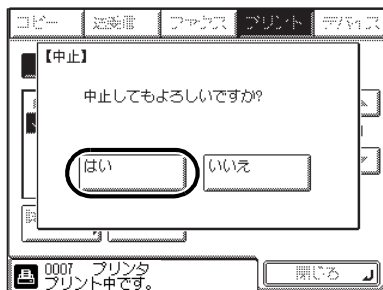 コピー 送受信 ファクス プリント デバイス
【中止】
中止してもよろしいですか?
はい いいえ
0007 プリンタ
プリント中です。
閉じる